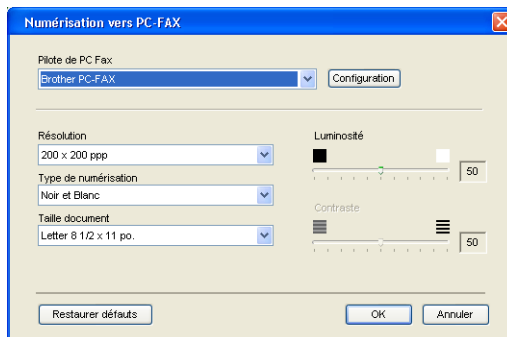 Numérisation vers PC-FAX
Pilote de PC Fax
Brother PC-FAX
Configuration
Résolution
200 x 200 ppp
Type de numérisation
Noir et Blanc
Taille document
Letter 8 1/2 x 11 po.
Luminosité
50
Contraste
50
Restaurer défauts
OK
Annuler